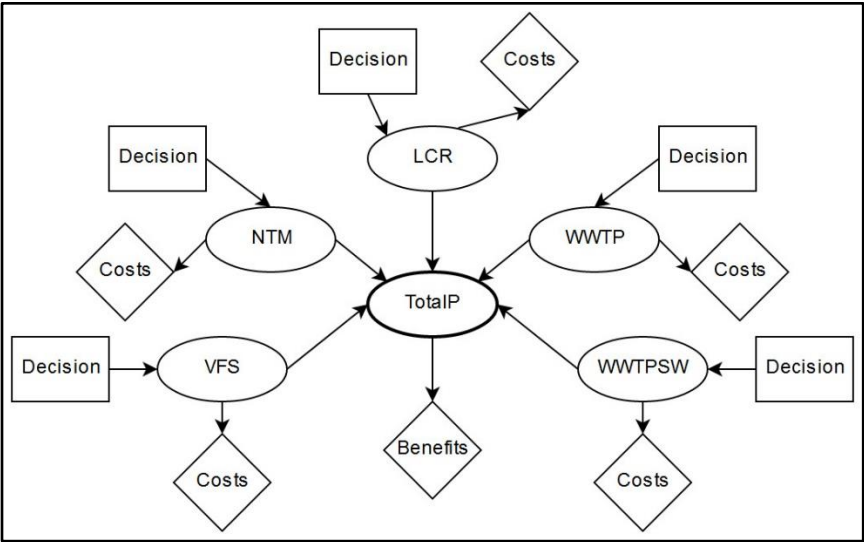 Decision
Costs
LCR
Decision
Decision
NTM
WWTP
Costs
Costs
TotalP
Decision
VFS
WWTPSW
Decision
Benefits
Costs
Costs